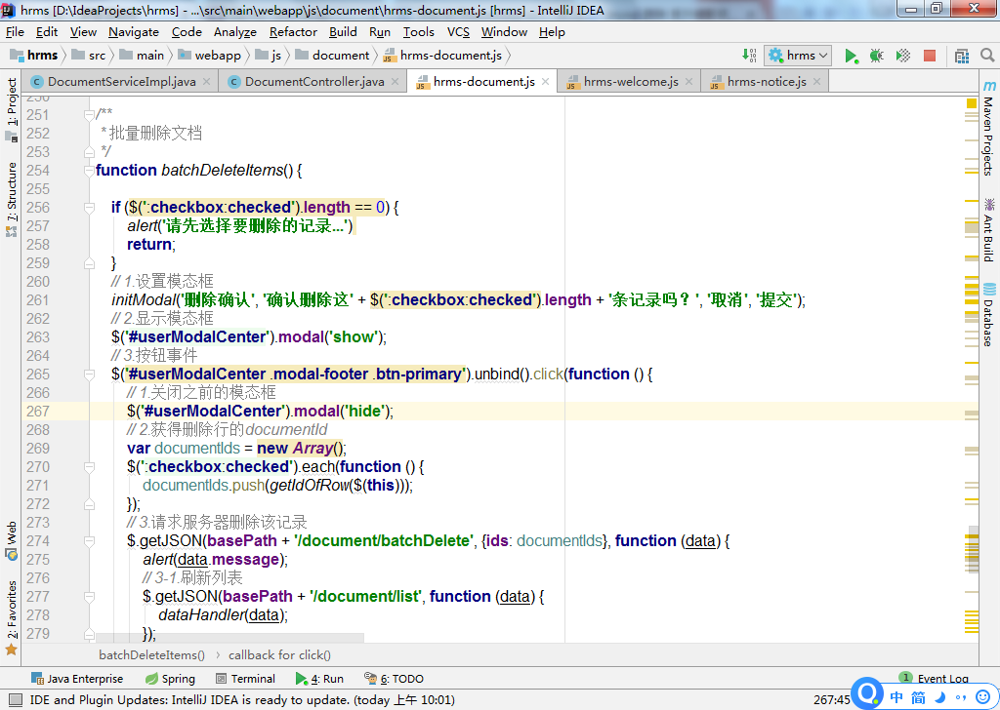 hrms [D:\IdeaProjects\hrms] - ...\src\main\webapp\js\document\hrms-document.js [hrms] - IntelliJ IDEA
File Edit View Navigate Code Analyze Refactor Build Run Tools VCS Window Help
hrms src main webapp js document hrms-document.js hrms
DocumentServiceImpl.java DocumentController.java hrms-document.js hrms-welcome.js hrms-notice.js
1: Project
7: Structure
Web
2: Favorites
250
251 /**
252 * 批量删除文档
253 */
254 function batchDeleteItems() {
255
256 if ($(':checkbox:checked').length == 0) {
257 alert('请先选择要删除的记录...')
258 return;
259 }
260 // 1.设置模态框
261 initModal('删除确认', '确认删除这' + $(':checkbox:checked').length + '条记录吗？', '取消', '提交');
262 // 2.显示模态框
263 $('#userModalCenter').modal('show');
264 // 3.按钮事件
265 $('#userModalCenter .modal-footer .btn-primary').unbind().click(function () {
266 // 1.关闭之前的模态框
267 $('#userModalCenter').modal('hide');
268 // 2.获得删除行的documentId
269 var documentIds = new Array();
270 $(':checkbox:checked').each(function () {
271 documentIds.push(getIdOfRow($(this)));
272 });
273 // 3.请求服务器删除该记录
274 $.getJSON(basePath + '/document/batchDelete', {ids: documentIds}, function (data) {
275 alert(data.message);
276 // 3-1.刷新列表
277 $.getJSON(basePath + '/document/list', function (data) {
278 dataHandler(data);
279 });
Maven Projects
Ant Build
Database
batchDeleteItems() callback for click()
Java Enterprise Spring Terminal 4: Run 6: TODO 1 Event Log
IDE and Plugin Updates: IntelliJ IDEA is ready to update. (today 上午 10:01) 267:45
中 简